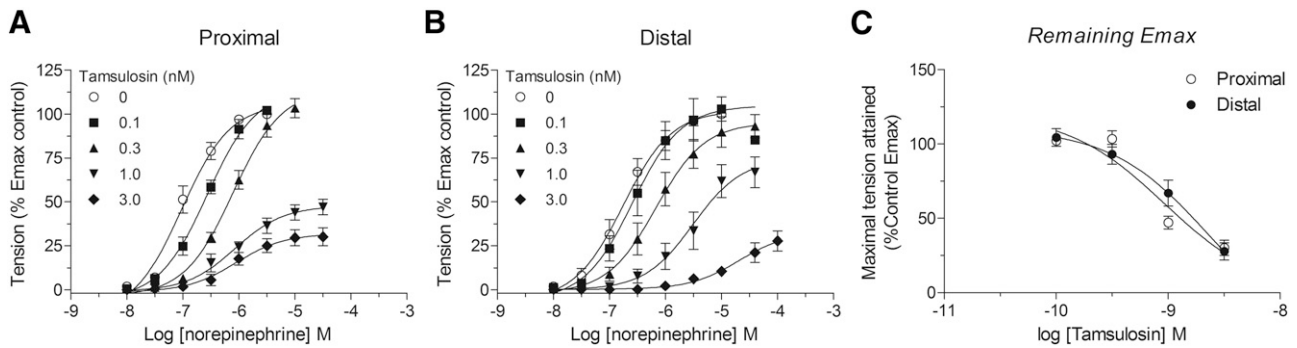 A
Proximal
Tension (% Emax control)
125
100
75
50
25
0
Tamsulosin (nM)
0
0.1
0.3
1.0
3.0
-9
-8
-7
-6
-5
-4
-3
Log [norepinephrine] M
B
Distal
Tension (% Emax control)
125
100
75
50
25
0
Tamsulosin (nM)
0
0.1
0.3
1.0
3.0
-9
-8
-7
-6
-5
-4
-3
Log [norepinephrine] M
C
Remaining Emax
Maximal tension attained
(%Control Emax)
150
100
50
0
Proximal
Distal
-11
-10
-9
-8
log [Tamsulosin] M